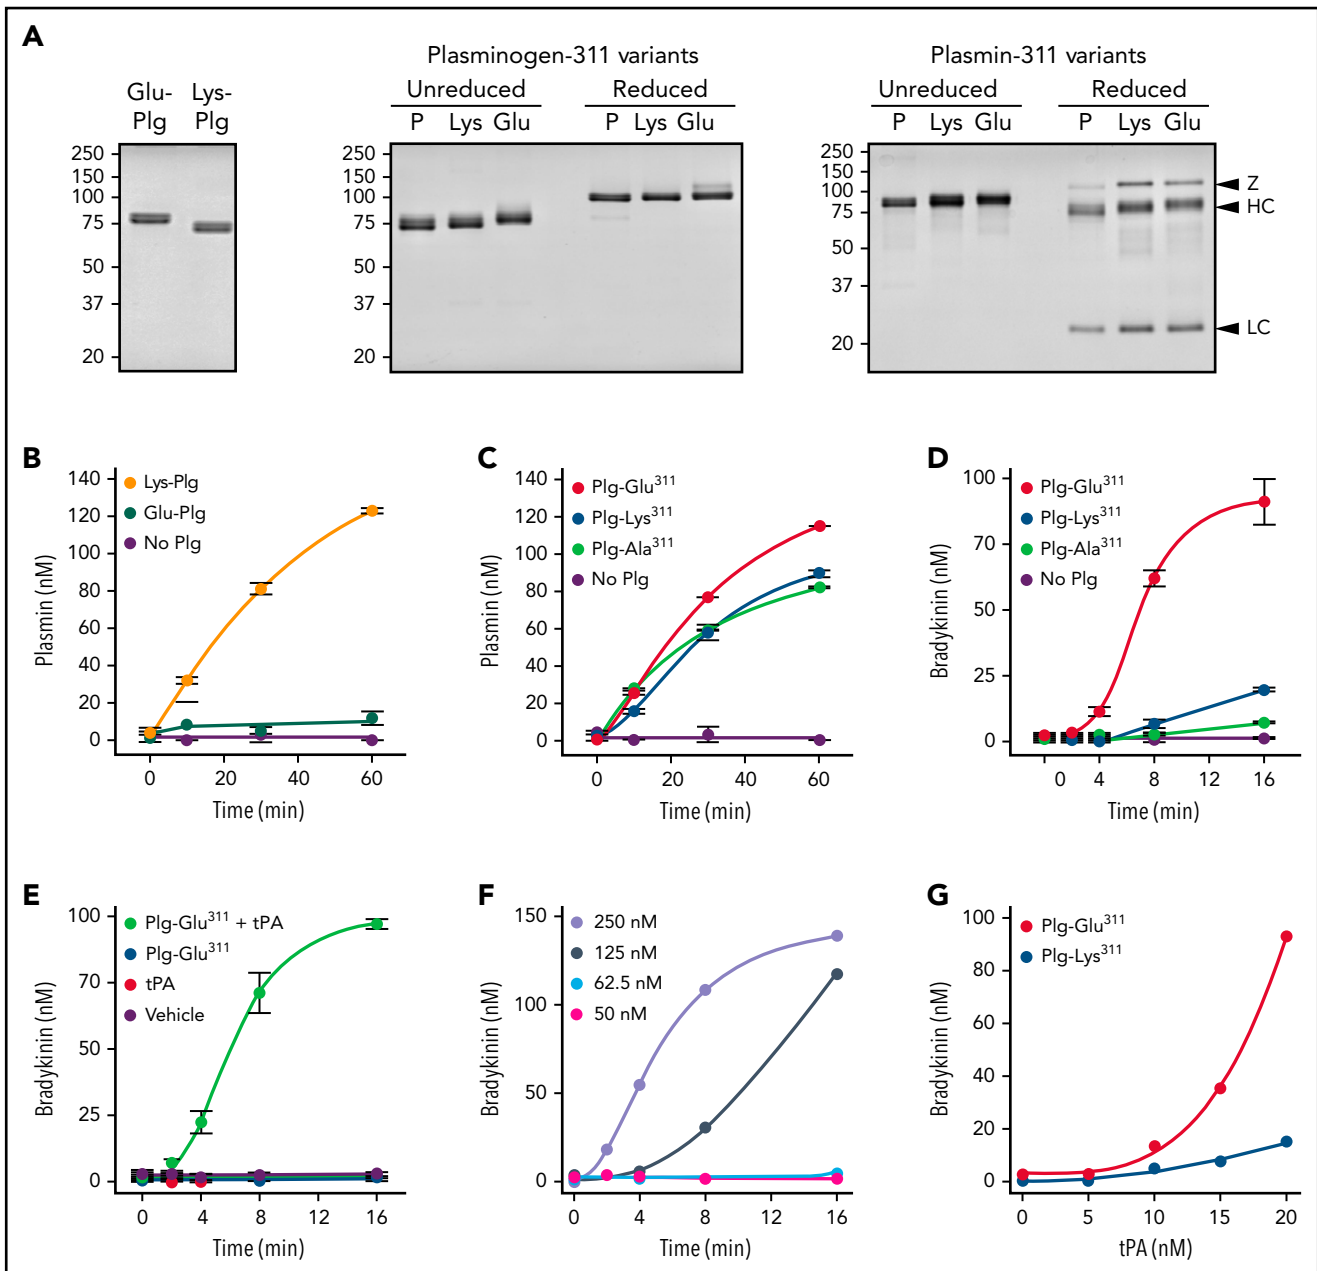 A
Plasminogen-311 variants
Plasmin-311 variants
Glu-Plg
Lys-Plg
Unreduced
Reduced
Unreduced
Reduced
P Lys Glu
P Lys Glu
P Lys Glu
P Lys Glu
250
150
100
75
50
37
20
250
150
100
75
50
37
20
250
150
100
75
50
37
20
Z
HC
LC
B
Plasmin (nM)
140
120
100
80
60
40
20
0
Lys-Plg
Glu-Plg
No Plg
0 20 40 60
Time (min)
C
Plasmin (nM)
140
120
100
80
60
40
20
0
Plg-Glu³¹¹
Plg-Lys³¹¹
Plg-Ala³¹¹
No Plg
0 20 40 60
Time (min)
D
Bradykinin (nM)
100
70
50
25
0
Plg-Glu³¹¹
Plg-Lys³¹¹
Plg-Ala³¹¹
No Plg
0 4 8 12 16
Time (min)
E
Bradykinin (nM)
100
70
50
25
0
Plg-Glu³¹¹ + tPA
Plg-Glu³¹¹
tPA
Vehicle
0 4 8 12 16
Time (min)
F
Bradykinin (nM)
150
100
50
0
250 nM
125 nM
62.5 nM
50 nM
0 4 8 12 16
Time (min)
G
Bradykinin (nM)
100
80
60
40
20
0
Plg-Glu³¹¹
Plg-Lys³¹¹
0 5 10 15 20
tPA (nM)